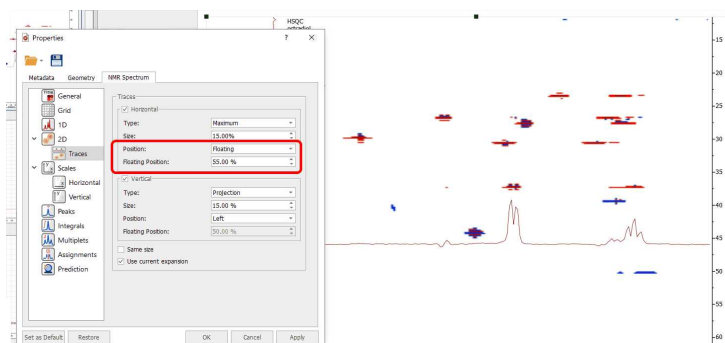 HSQC
estradiol
Properties
? ×
Metadata Geometry NMR Spectrum
General
Grid
1D
2D
Traces
Scales
Horizontal
Vertical
Peaks
Integrals
Multiplets
Assignments
Prediction
Traces
Horizontal
Type: Maximum
Size: 15.00%
Position: Floating
Floating Position: 55.00 %
Vertical
Type: Projection
Size: 15.00 %
Position: Left
Floating Position: 50.00 %
Same size
Use current expansion
Set as Default Restore OK Cancel Apply
-15
-20
-25
-30
-35
-40
-45
-50
-55
-60